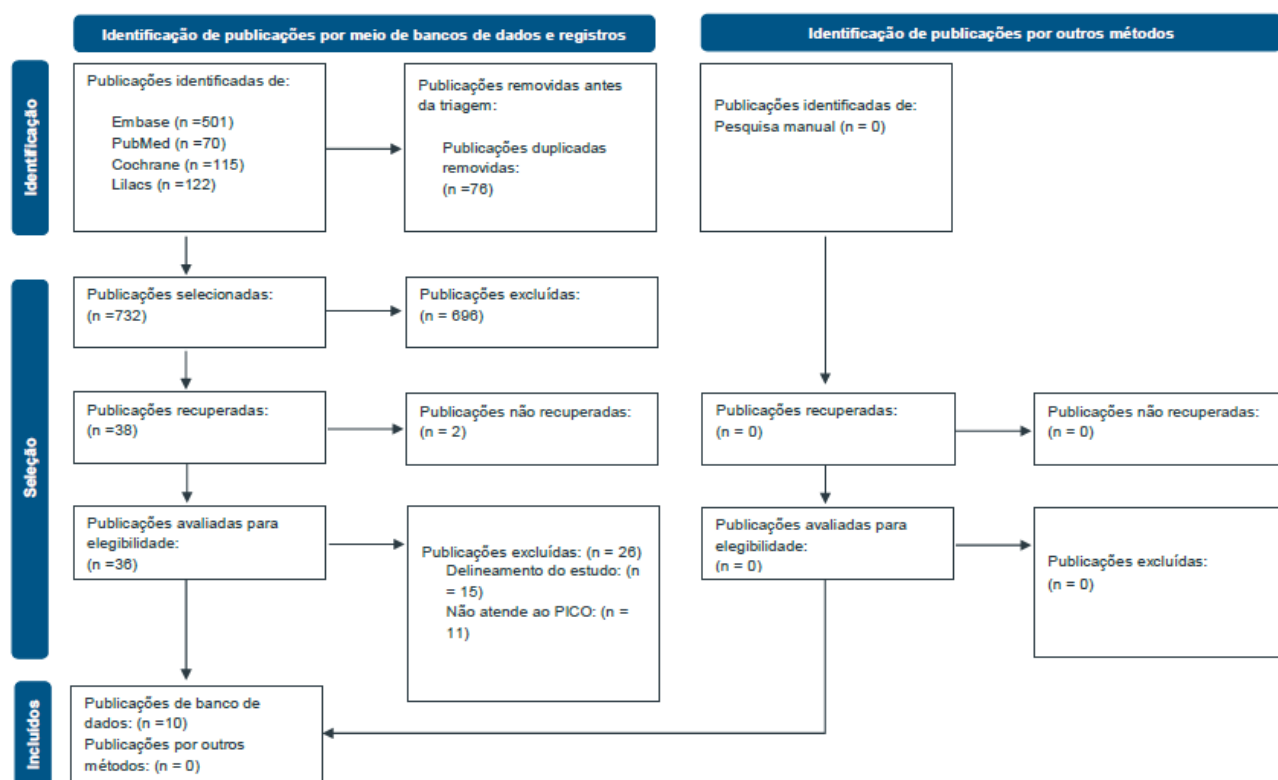 Identificação de publicações por meio de bancos de dados e registros
Identificação de publicações por outros métodos
Identificação
Publicações identificadas de:
Embase (n =501)
PubMed (n =70)
Cochrane (n =115)
Lilacs (n =122)
Publicações removidas antes
da triagem:
Publicações duplicadas
removidas:
(n =76)
Publicações identificadas de:
Pesquisa manual (n = 0)
Seleção
Publicações selecionadas:
(n =732)
Publicações excluídas:
(n = 696)
Publicações recuperadas:
(n =38)
Publicações não recuperadas:
(n = 2)
Publicações recuperadas:
(n = 0)
Publicações não recuperadas:
(n = 0)
Publicações avaliadas para
elegibilidade:
(n =36)
Publicações excluídas: (n = 26)
Delineamento do estudo: (n
= 15)
Não atende ao PICO: (n =
11)
Publicações avaliadas para
elegibilidade:
(n = 0)
Publicações excluídas:
(n = 0)
Incluídos
Publicações de banco de
dados: (n =10)
Publicações por outros
métodos: (n = 0)